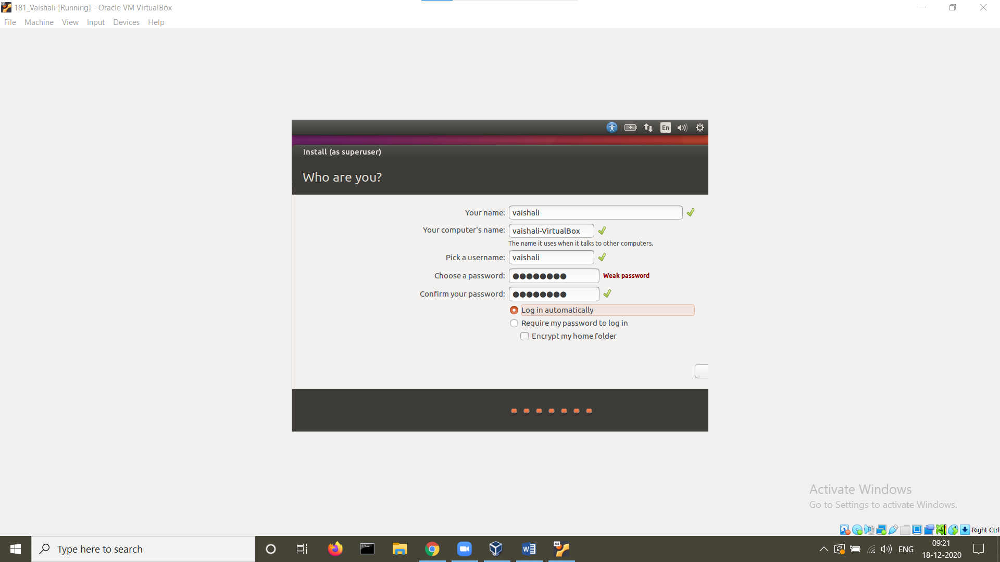 181_Vaishali [Running] - Oracle VM VirtualBox
File Machine View Input Devices Help
En
Install (as superuser)
Who are you?
Your name: vaishali
Your computer's name: vaishali-VirtualBox
The name it uses when it talks to other computers.
Pick a username: vaishali
Choose a password: ●●●●●●●● Weak password
Confirm your password: ●●●●●●●●
Log in automatically
Require my password to log in
Encrypt my home folder
Activate Windows
Go to Settings to activate Windows.
Right Ctrl
Type here to search
64
ENG
09:21
18-12-2020